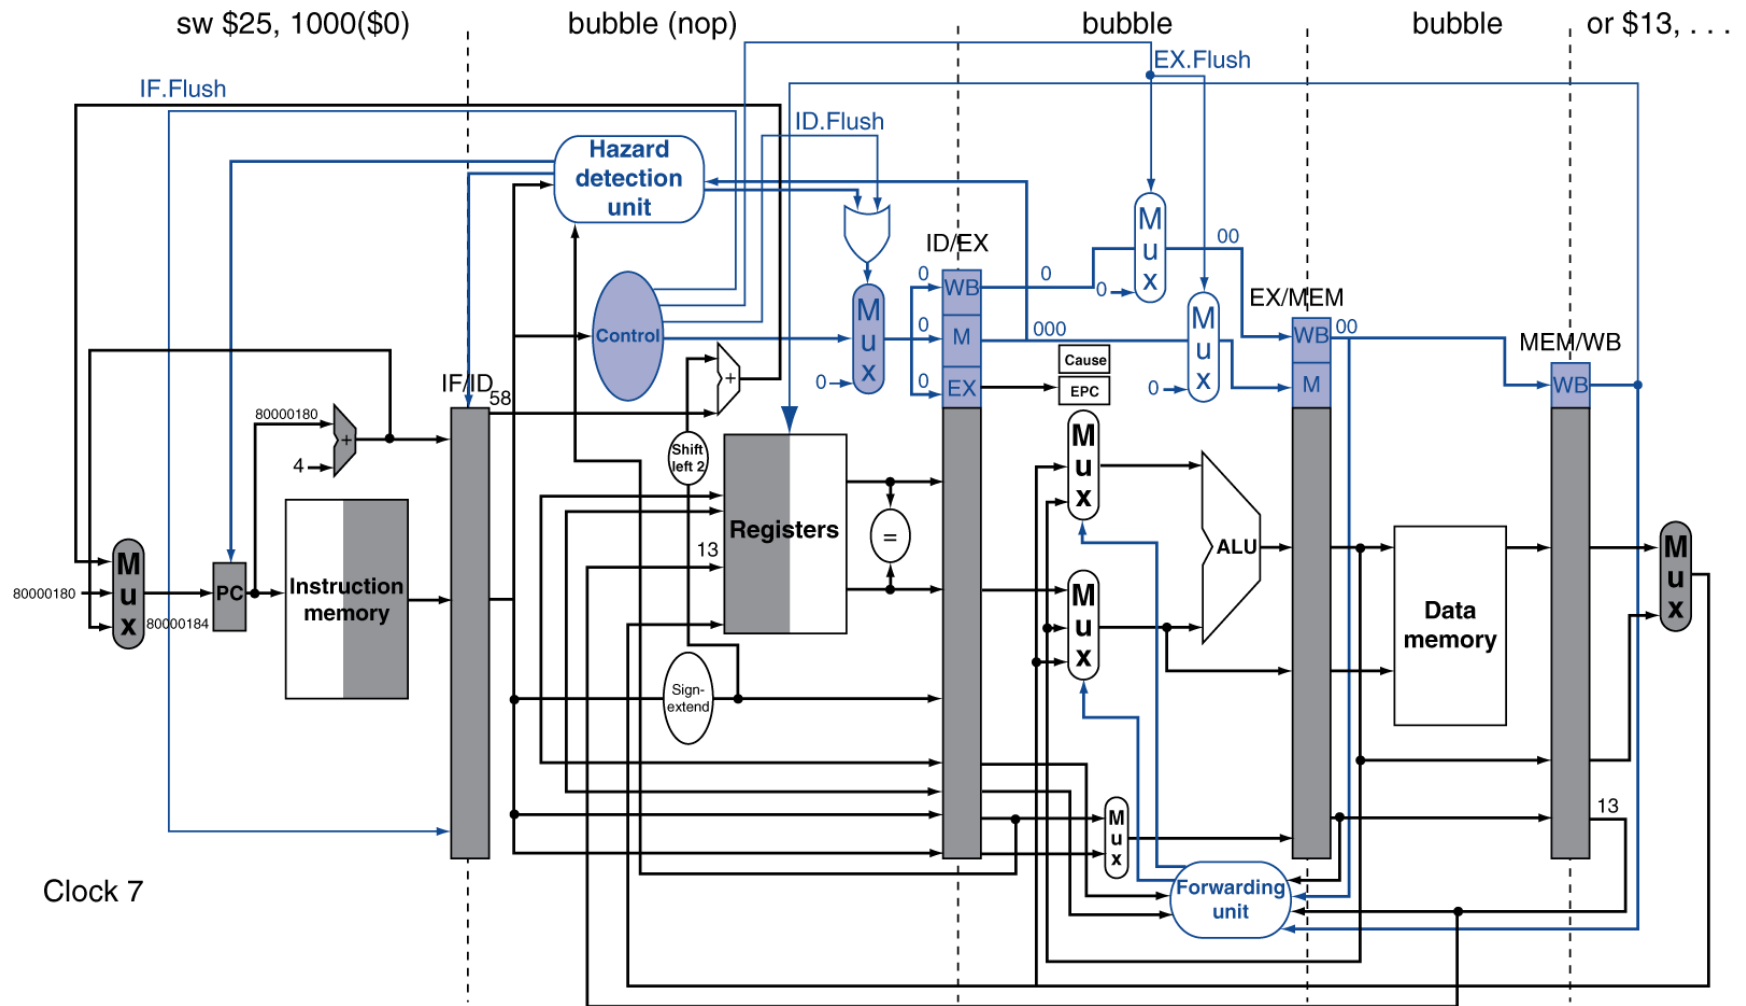 sw $25, 1000($0)
bubble (nop)
bubble
bubble
or $13, . . .
EX.Flush
IF.Flush
ID.Flush
Hazard
detection
unit
M
u
x
00
ID/EX
0
WB
0
0
EX/MEM
M
u
x
Control
M
u
x
0
M
000
M
u
x
WB
00
MEM/WB
Cause
0
0
EX
EPC
0
M
WB
IF/ID
58
+
80000180
+
4
Shift
left 2
M
u
x
Registers
=
13
ALU
M
u
x
80000180
80000184
PC
Instruction
memory
M
u
x
Data
memory
M
u
x
Sign-
extend
M
u
x
13
Clock 7
Forwarding
unit